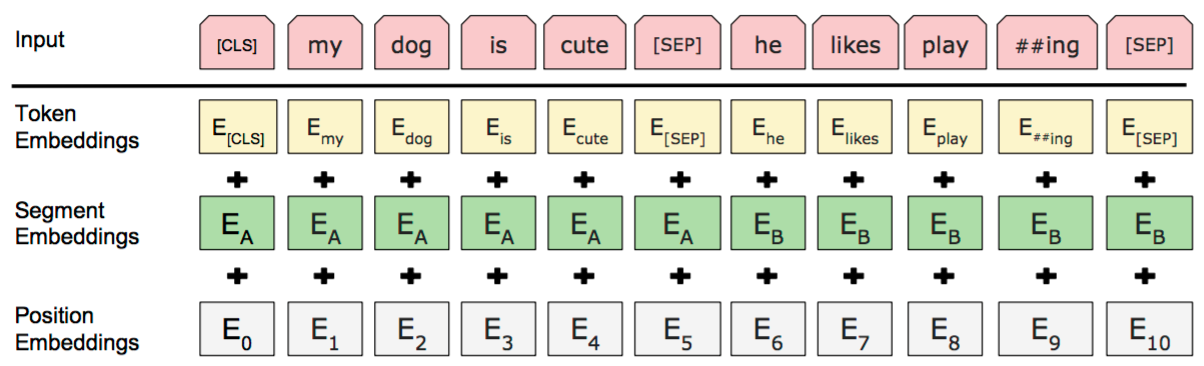 Input [CLS] my dog is cute [SEP] he likes play ##ing [SEP]
Token Embeddings E[CLS] Emy Edog Eis Ecute E[SEP] Ehe Elikes Eplay E##ing E[SEP]
+ + + + + + + + + + +
Segment Embeddings EA EA EA EA EA EA EB EB EB EB EB
+ + + + + + + + + + +
Position Embeddings E0 E1 E2 E3 E4 E5 E6 E7 E8 E9 E10